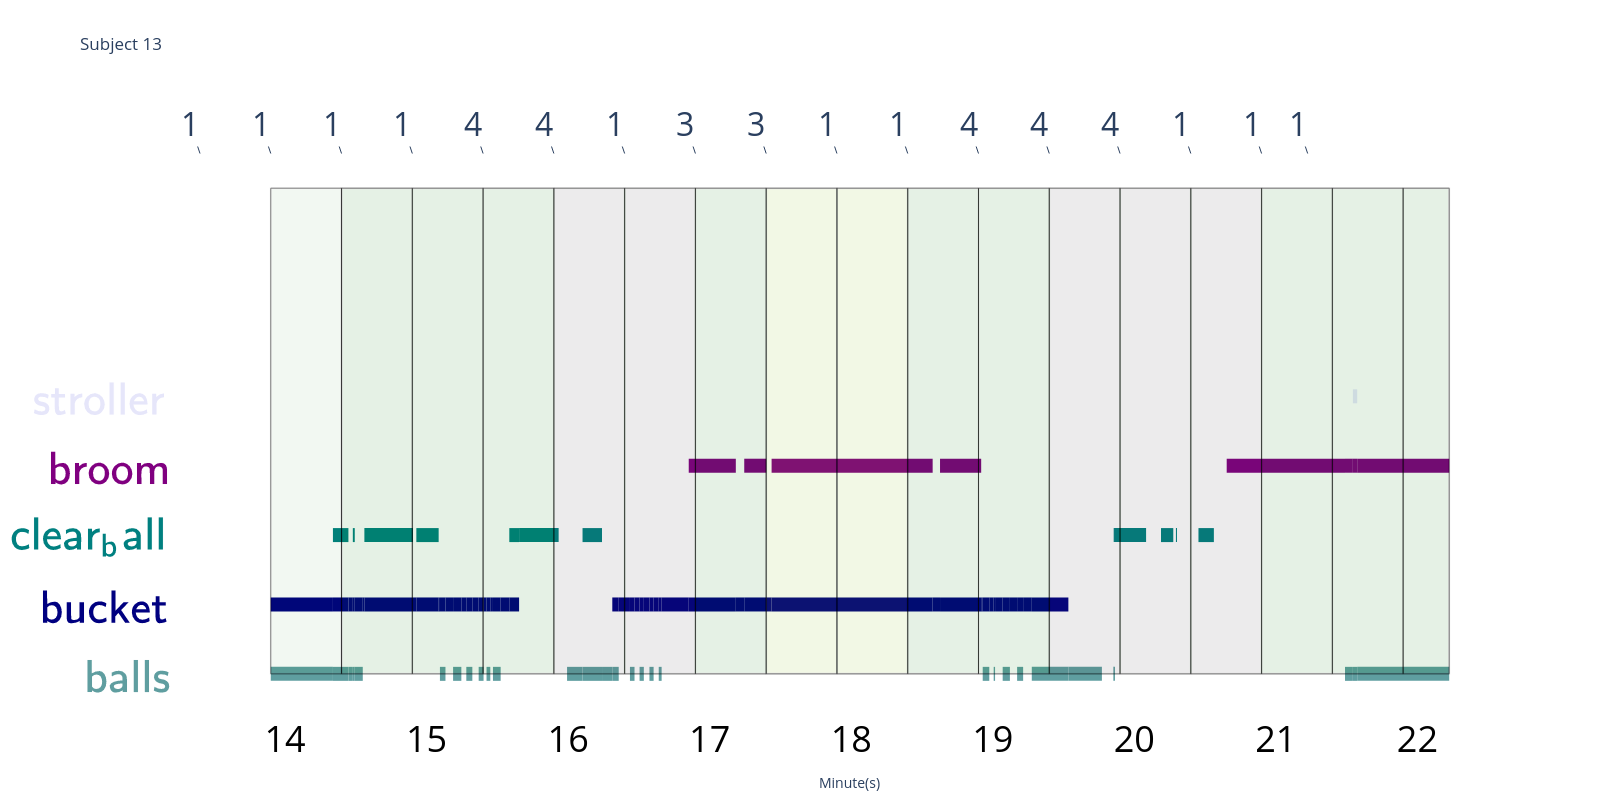 Subject 13
1 1 1 1 4 4 1 3 3 1 1 4 4 4 1 1 1
stroller
broom
clear_b all
bucket
balls
14 15 16 17 18 19 20 21 22
Minute(s)